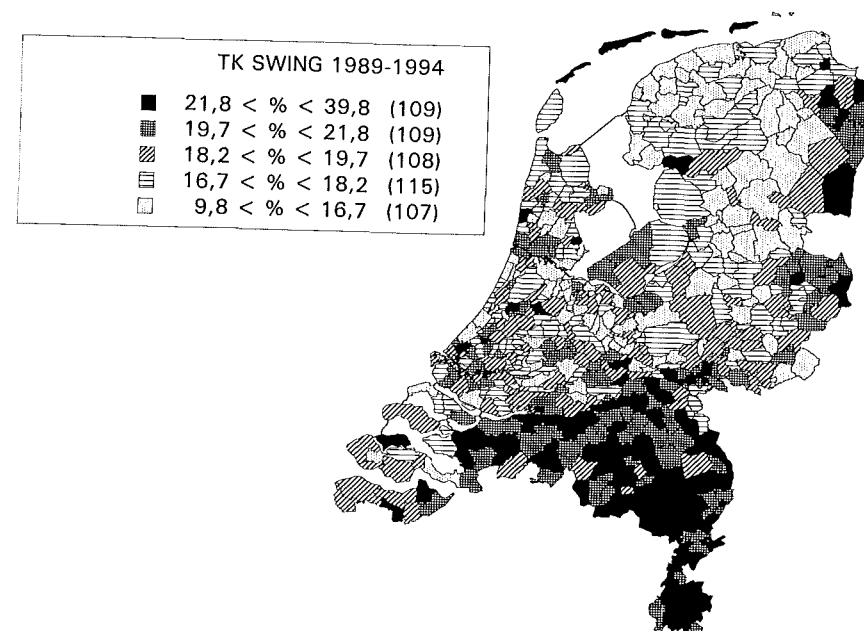 TK SWING 1989-1994
21,8 < % < 39,8 (109)
19,7 < % < 21,8 (109)
18,2 < % < 19,7 (108)
16,7 < % < 18,2 (115)
9,8 < % < 16,7 (107)